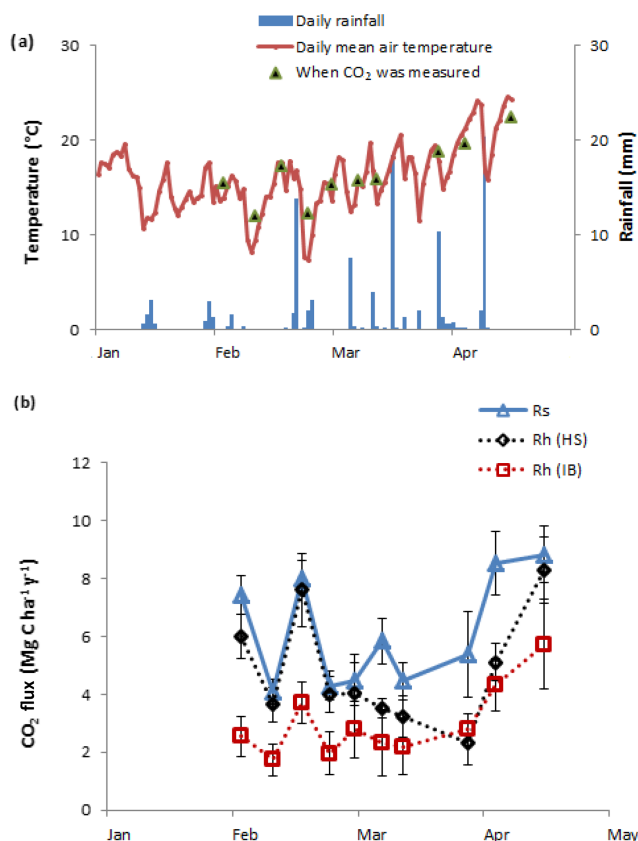 (a)
Daily rainfall
Daily mean air temperature
When CO₂ was measured
30
20
10
0
Temperature (°C)
30
20
10
0
Rainfall (mm)
Jan Feb Mar Apr
(b)
Rs
Rh (HS)
Rh (IB)
12
10
8
6
4
2
0
CO₂ flux (Mg C ha⁻¹ y⁻¹)
Jan Feb Mar Apr May